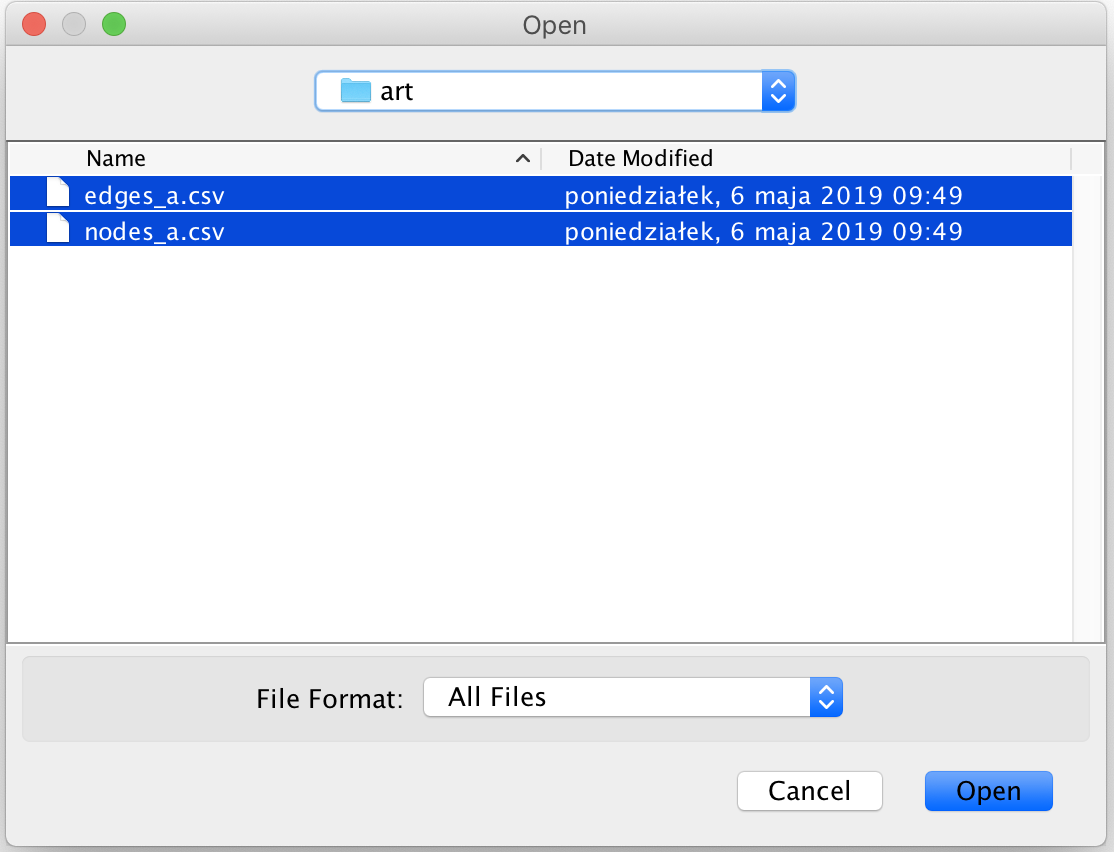 Open
art
Name Date Modified
edges_a.csv poniedziałek, 6 maja 2019 09:49
nodes_a.csv poniedziałek, 6 maja 2019 09:49
File Format: All Files
Cancel Open